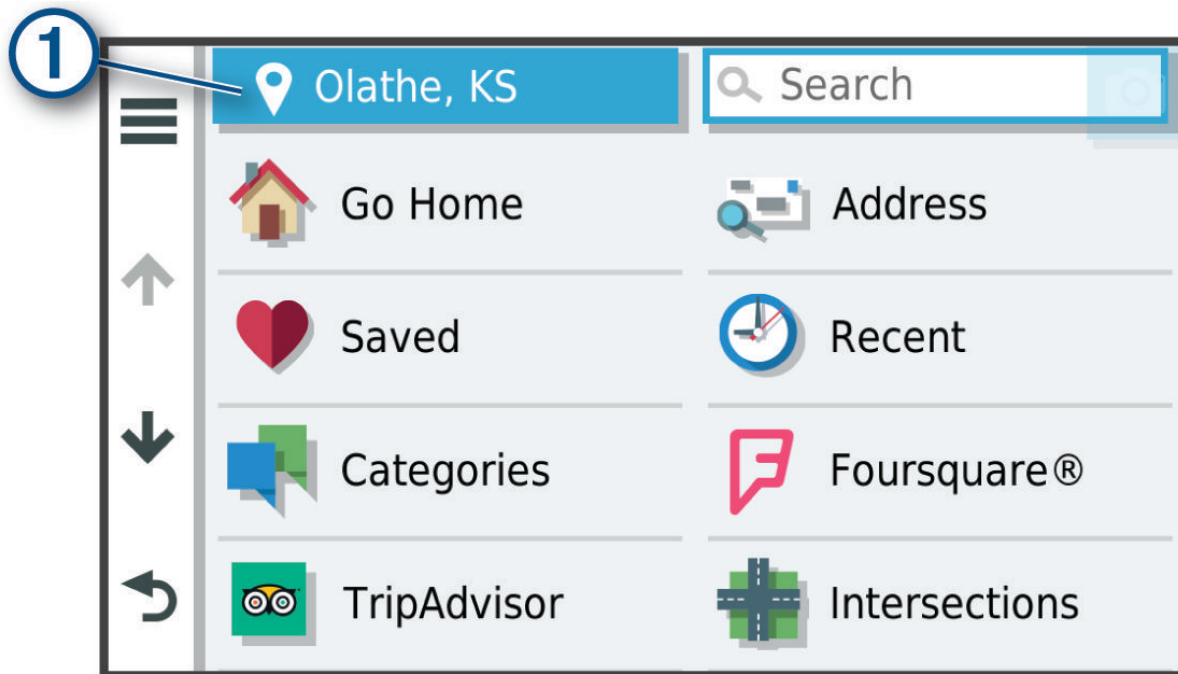 1
Olathe, KS
Search
Go Home
Address
Saved
Recent
Categories
Foursquare®
TripAdvisor
Intersections